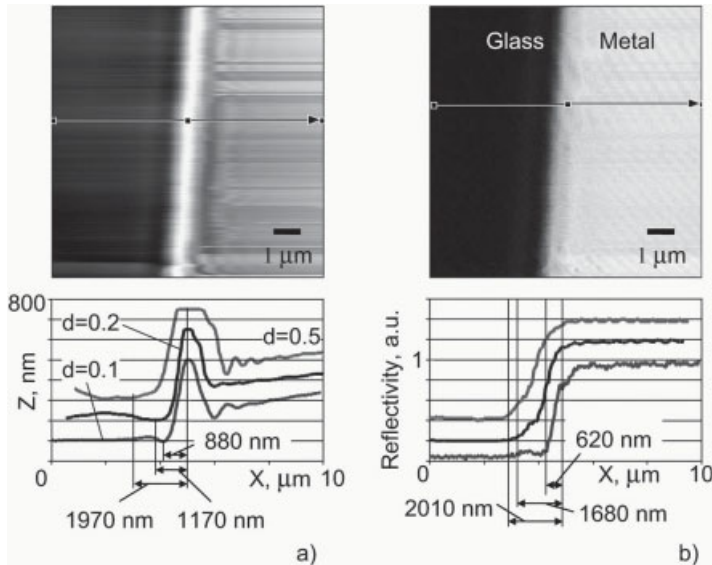 Glass Metal
1 µm
1 µm
800
d=0.2
d=0.5
d=0.1
Z, nm
880 nm
0
X, µm
10
1970 nm
1170 nm
a)
Reflectivity, a.u.
1
620 nm
0
X, µm
10
2010 nm
1680 nm
b)